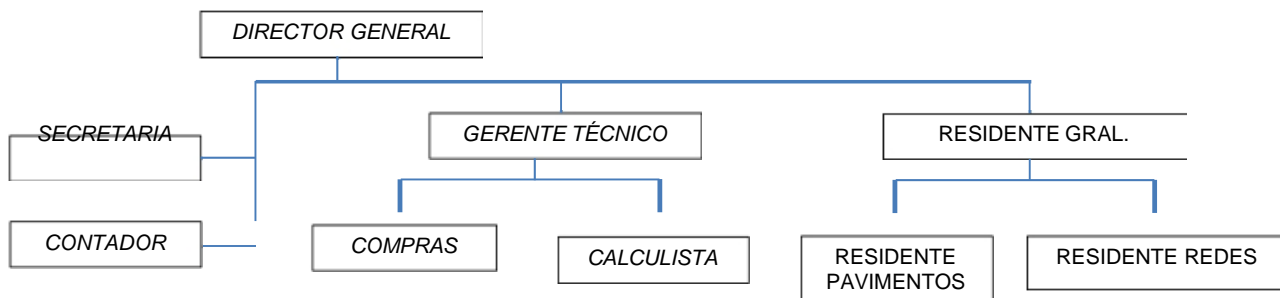 DIRECTOR GENERAL
SECRETARIA
GERENTE TÉCNICO
RESIDENTE GRAL.
CONTADOR
COMPRAS
CALCULISTA
RESIDENTE
PAVIMENTOS
RESIDENTE REDES